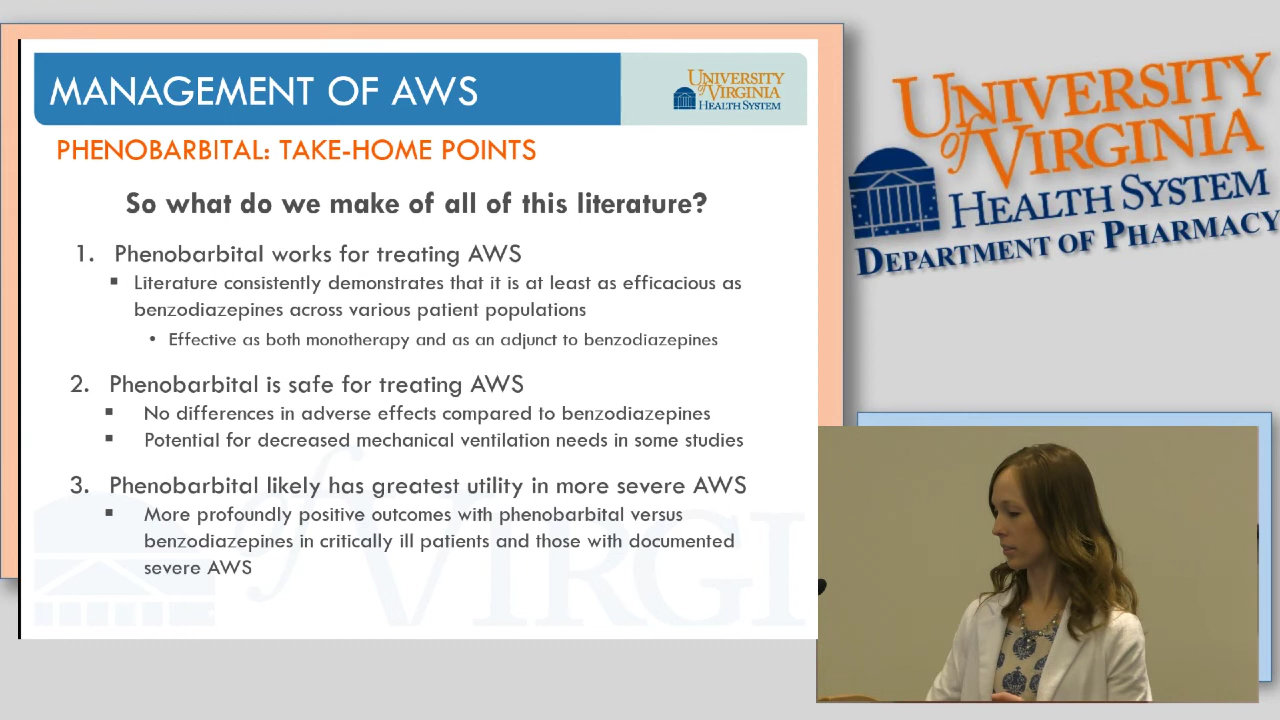 MANAGEMENT OF AWS
UNIVERSITY
of VIRGINIA
HEALTH SYSTEM
PHENOBARBITAL: TAKE-HOME POINTS
So what do we make of all of this literature?
1. Phenobarbital works for treating AWS
▪ Literature consistently demonstrates that it is at least as efficacious as
benzodiazepines across various patient populations
• Effective as both monotherapy and as an adjunct to benzodiazepines
2. Phenobarbital is safe for treating AWS
▪ No differences in adverse effects compared to benzodiazepines
▪ Potential for decreased mechanical ventilation needs in some studies
3. Phenobarbital likely has greatest utility in more severe AWS
▪ More profoundly positive outcomes with phenobarbital versus
benzodiazepines in critically ill patients and those with documented
severe AWS
of VIRGI
UNIVERSITY
of VIRGINIA
HEALTH SYSTEM
DEPARTMENT OF PHARMACY